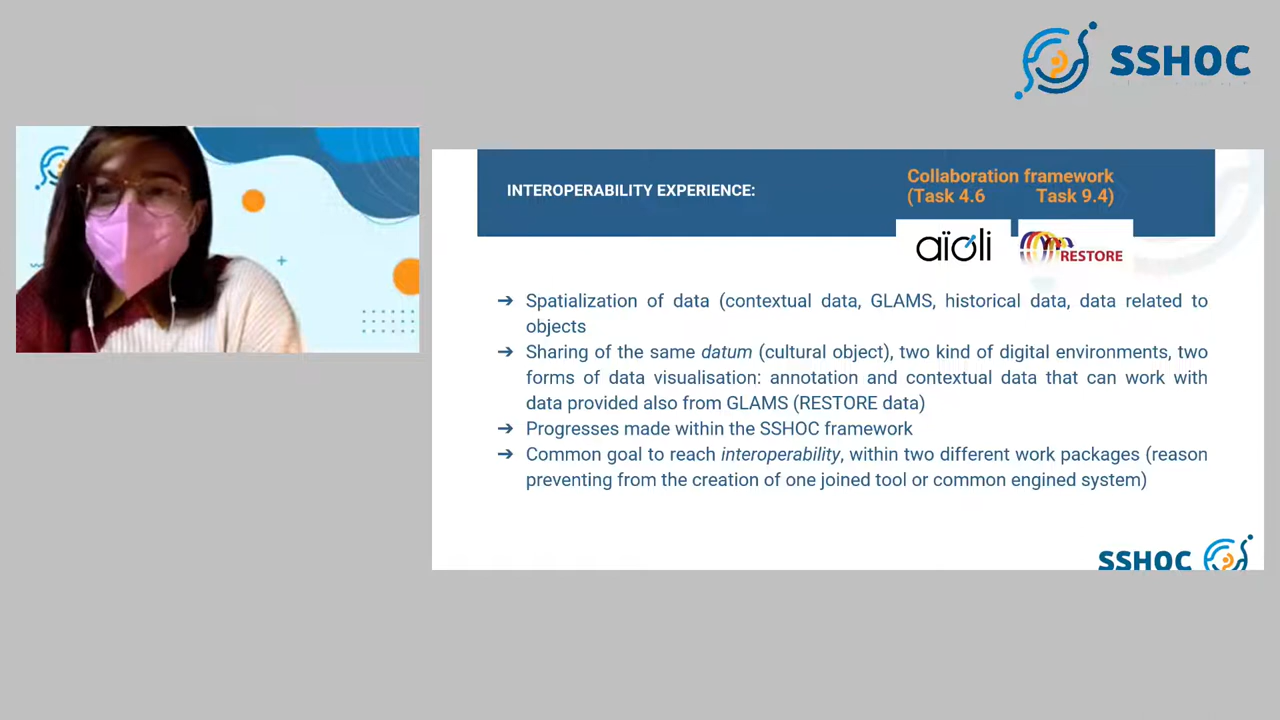 SSHOC
INTEROPERABILITY EXPERIENCE:
Collaboration framework
(Task 4.6 Task 9.4)
aïoli
RESTORE
➔ Spatialization of data (contextual data, GLAMS, historical data, data related to
objects
➔ Sharing of the same datum (cultural object), two kind of digital environments, two
forms of data visualisation: annotation and contextual data that can work with
data provided also from GLAMS (RESTORE data)
➔ Progresses made within the SSHOC framework
➔ Common goal to reach interoperability, within two different work packages (reason
preventing from the creation of one joined tool or common engined system)
SSHOC